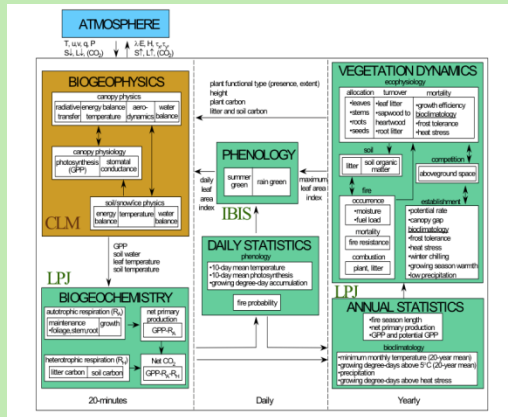 ATMOSPHERE
T, u,v, q, P
S↓, L↓, (CO2)
λE, H, τx, τy
S↑, L↑, (CO2)
BIOGEOPHYSICS
canopy physics
radiative transfer
energy balance
temperature
aero-dynamics
water balance
canopy physiology
photosynthesis (GPP)
stomatal conductance
soil/snow/ice physics
energy balance
temperature
water balance
CLM
GPP
soil water
leaf temperature
soil temperature
LPJ
BIOGEOCHEMISTRY
autotrophic respiration (RA)
maintenance
•foliage,stem,root
growth
net primary production
GPP-RA
heterotrophic respiration (RH)
litter carbon
soil carbon
Net CO2
GPP-RA-RH
20-minutes
plant functional type (presence, extent)
height
plant carbon
litter and soil carbon
daily leaf area index
PHENOLOGY
summer green
rain green
IBIS
maximum leaf area index
DAILY STATISTICS
phenology
•10-day mean temperature
•10-day mean photosynthesis
•growing degree-day accumulation
fire probability
Daily
VEGETATION DYNAMICS
ecophysiology
allocation
•leaves
•stems
•roots
•seeds
turnover
•leaf litter
•sapwood to
heartwood
•root litter
mortality
•growth efficiency
bioclimatology
•frost tolerance
•heat stress
soil
litter
soil organic matter
competition
aboveground space
fire
occurrence
•moisture
•fuel load
mortality
fire resistance
combustion
plant, litter
establishment
•potential rate
•canopy gap
bioclimatology
•frost tolerance
•heat stress
•winter chilling
•growing season warmth
•low precipitation
LPJ
ANNUAL STATISTICS
•fire season length
•net primary production
•GPP and potential GPP
bioclimatology
•minimum monthly temperature (20-year mean)
•growing degree-days above 5°C (20-year mean)
•precipitation
•growing degree-days above heat stress
Yearly